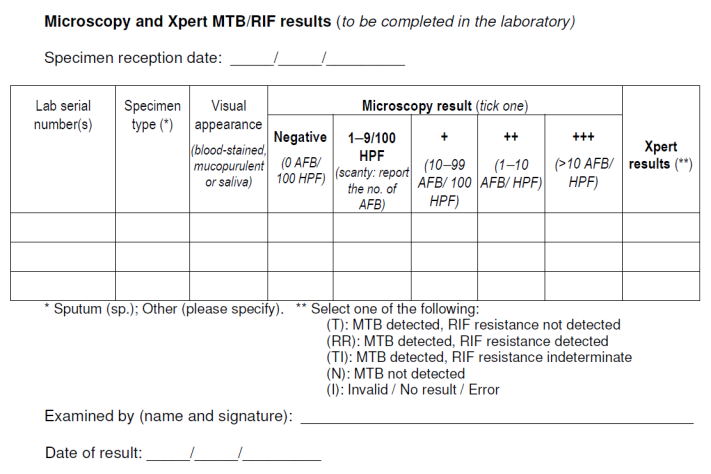 Microscopy and Xpert MTB/RIF results (to be completed in the laboratory)
Specimen reception date: _____/_____/_________
Lab serial number(s)
Specimen type (*)
Visual appearance
(blood-stained, mucopurulent or saliva)
Microscopy result (tick one)
Negative
(0 AFB/ 100 HPF)
1–9/100 HPF
(scanty: report the no. of AFB)
+
(10–99 AFB/ 100 HPF)
++
(1–10 AFB/ HPF)
+++
(>10 AFB/ HPF)
Xpert results (**)
* Sputum (sp.); Other (please specify). ** Select one of the following:
(T): MTB detected, RIF resistance not detected
(RR): MTB detected, RIF resistance detected
(TI): MTB detected, RIF resistance indeterminate
(N): MTB not detected
(I): Invalid / No result / Error
Examined by (name and signature): _______________________________________________
Date of result: _____/_____/_________